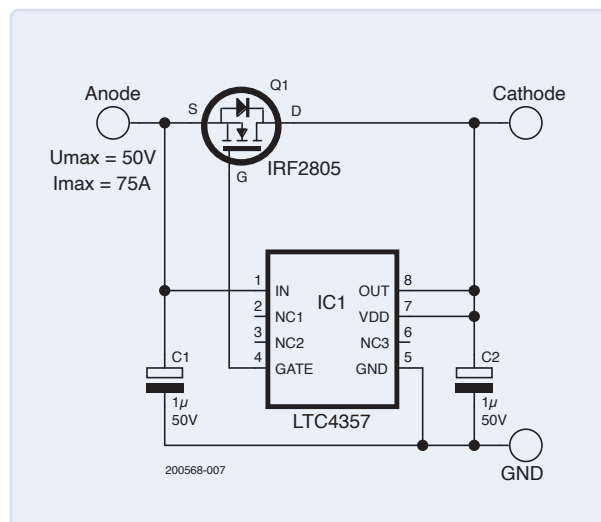 Q1
Anode
S
D
Cathode
Umax = 50V
Imax = 75A
IRF2805
G
1
IN
OUT
8
IC1
2
NC1
VDD
7
3
NC2
NC3
6
4
GATE
GND
5
C1
1µ
50V
C2
1µ
50V
LTC4357
200568-007
GND